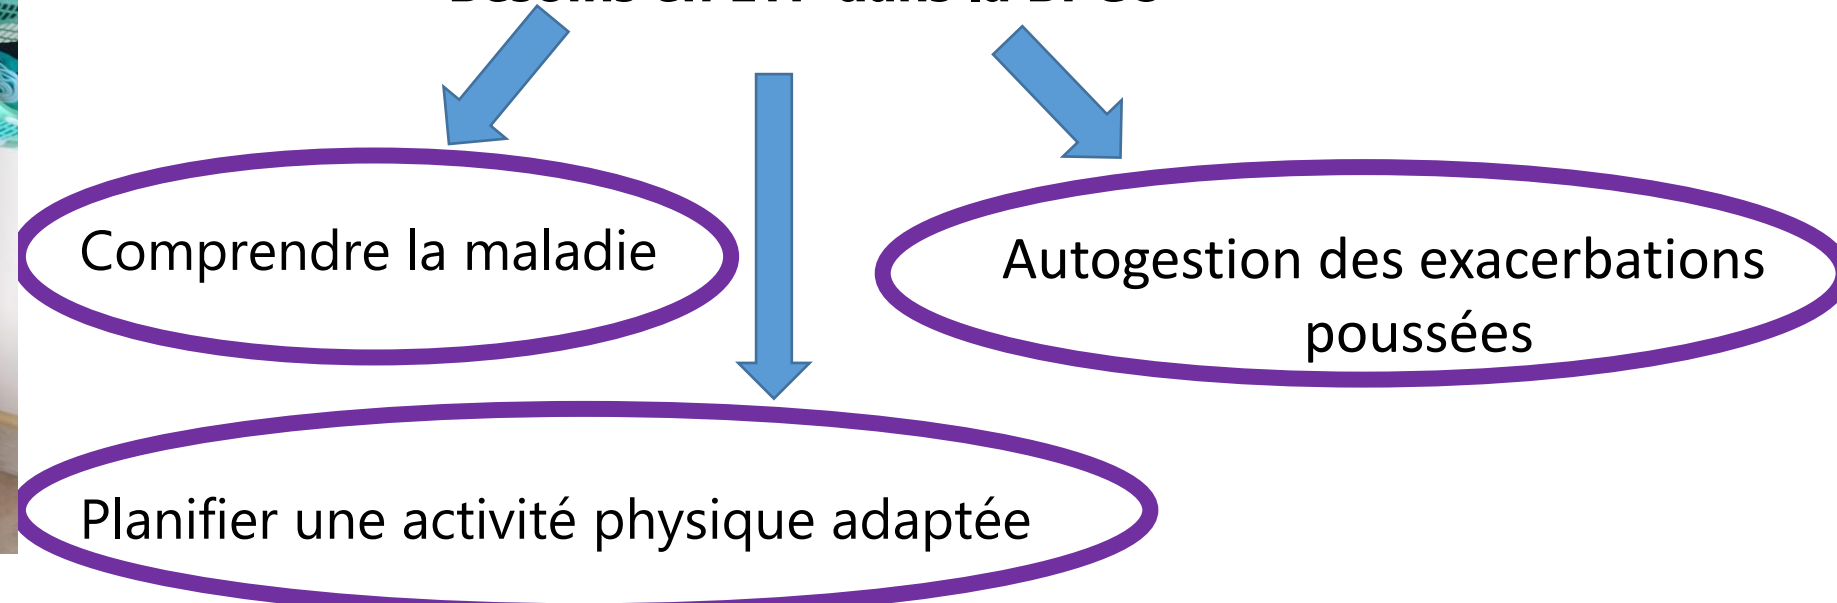 Comprendre la maladie
Autogestion des exacerbations
poussées
Planifier une activité physique adaptée